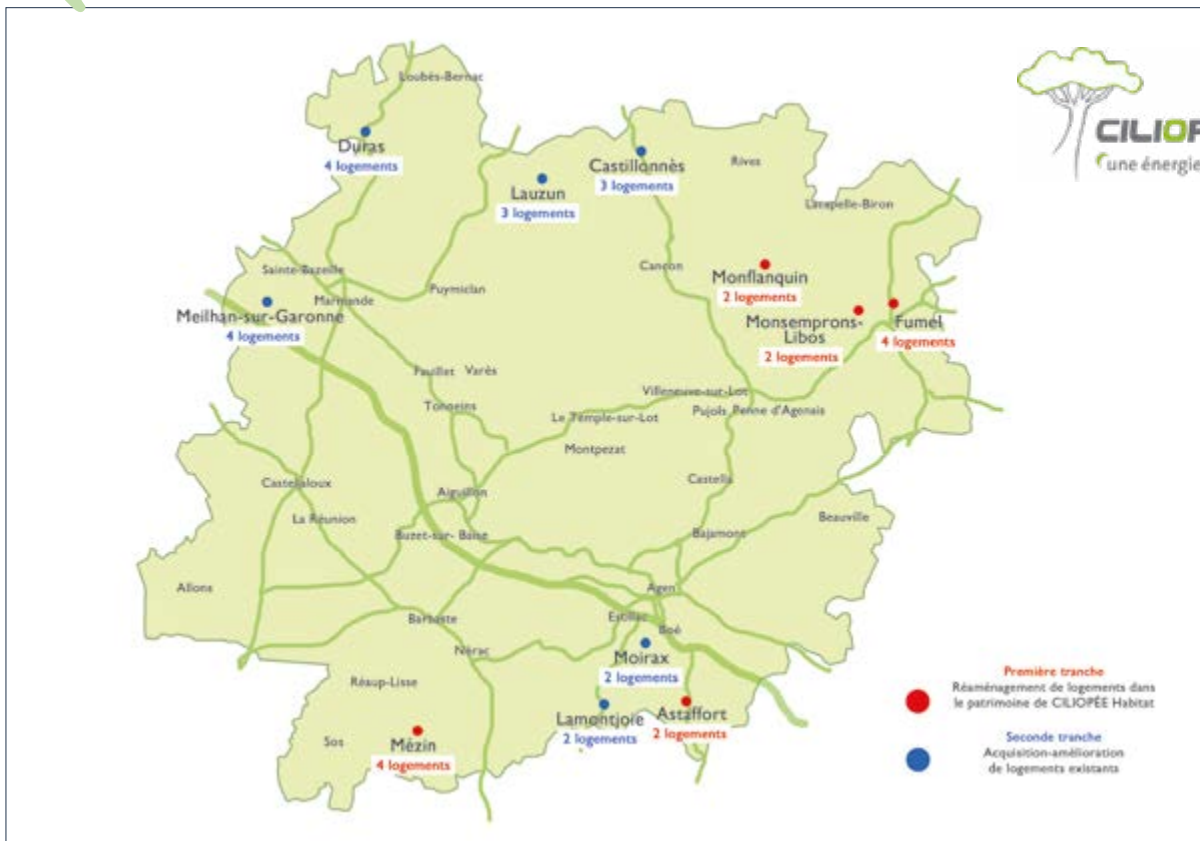 Loubès-Bernac
CILIOP
une énergie
Duras
4 logements
Castillonnès
3 logements
Rives
Lauzun
3 logements
Lacapelle-Biron
Sainte-Bazeille
Cancon
Monflanquin
2 logements
Puymiclan
Marmande
Meilhan-sur-Garonne
4 logements
Monsemprons-
Libos
2 logements
Fumel
4 logements
Fauillet
Varès
Tonneins
Villeneuve-sur-Lot
Le Temple-sur-Lot
Pujols
Penne d'Agenais
Montpezat
Castella
Casteljaloux
Aiguillon
La Réunion
Beauville
Buzet-sur- Baise
Bajamont
Allons
Agen
Barbaste
Estillac
Boé
Nérac
Moirax
2 logements
Réaup-Lisse
Lamontjoie
2 logements
Astaffort
2 logements
Sos
Mézin
4 logements
Première tranche
Réaménagement de logements dans
le patrimoine de CILIOPÉE Habitat
Seconde tranche
Acquisition-amélioration
de logements existants